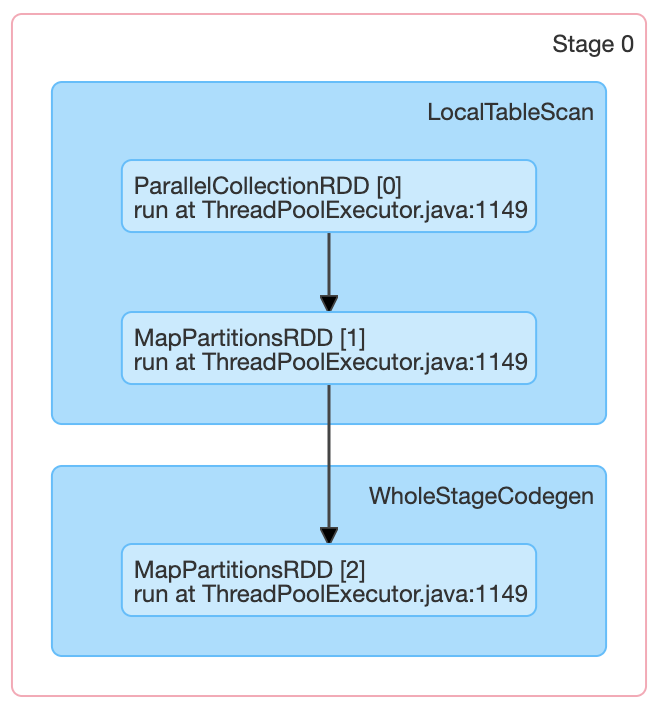 Stage 0
LocalTableScan
ParallelCollectionRDD [0]
run at ThreadPoolExecutor.java:1149
MapPartitionsRDD [1]
run at ThreadPoolExecutor.java:1149
WholeStageCodegen
MapPartitionsRDD [2]
run at ThreadPoolExecutor.java:1149